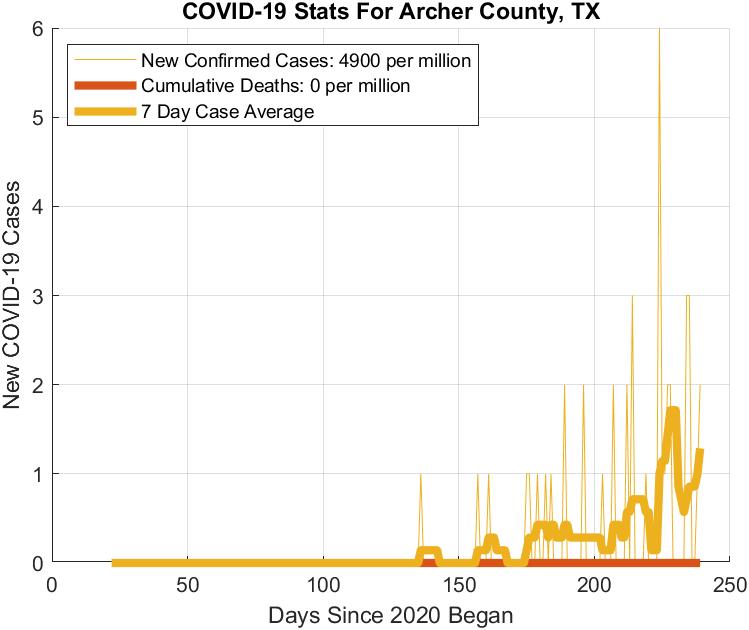 COVID-19 Stats For Archer County, TX
6
New Confirmed Cases: 4900 per million
Cumulative Deaths: 0 per million
7 Day Case Average
5
4
3
2
1
0
New COVID-19 Cases
0 50 100 150 200 250
Days Since 2020 Began